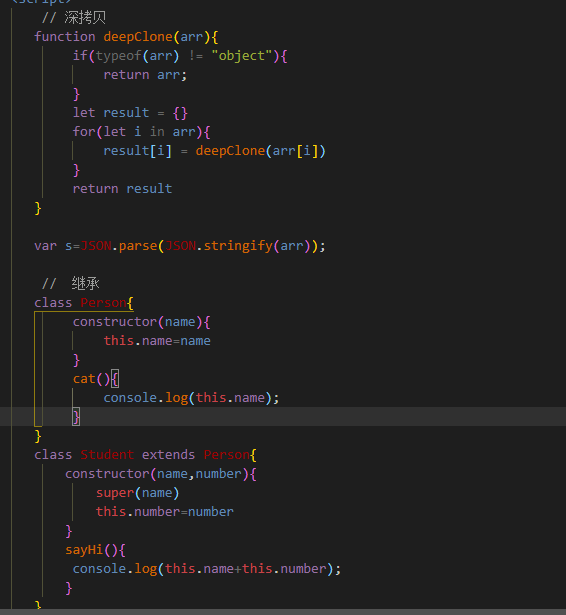 <script>
// 深拷贝
function deepClone(arr){
if(typeof(arr) != "object"){
return arr;
}
let result = {}
for(let i in arr){
result[i] = deepClone(arr[i])
}
return result
}
var s=JSON.parse(JSON.stringify(arr));
// 继承
class Person{
constructor(name){
this.name=name
}
cat(){
console.log(this.name);
}
}
class Student extends Person{
constructor(name,number){
super(name)
this.number=number
}
sayHi(){
console.log(this.name+this.number);
}
}